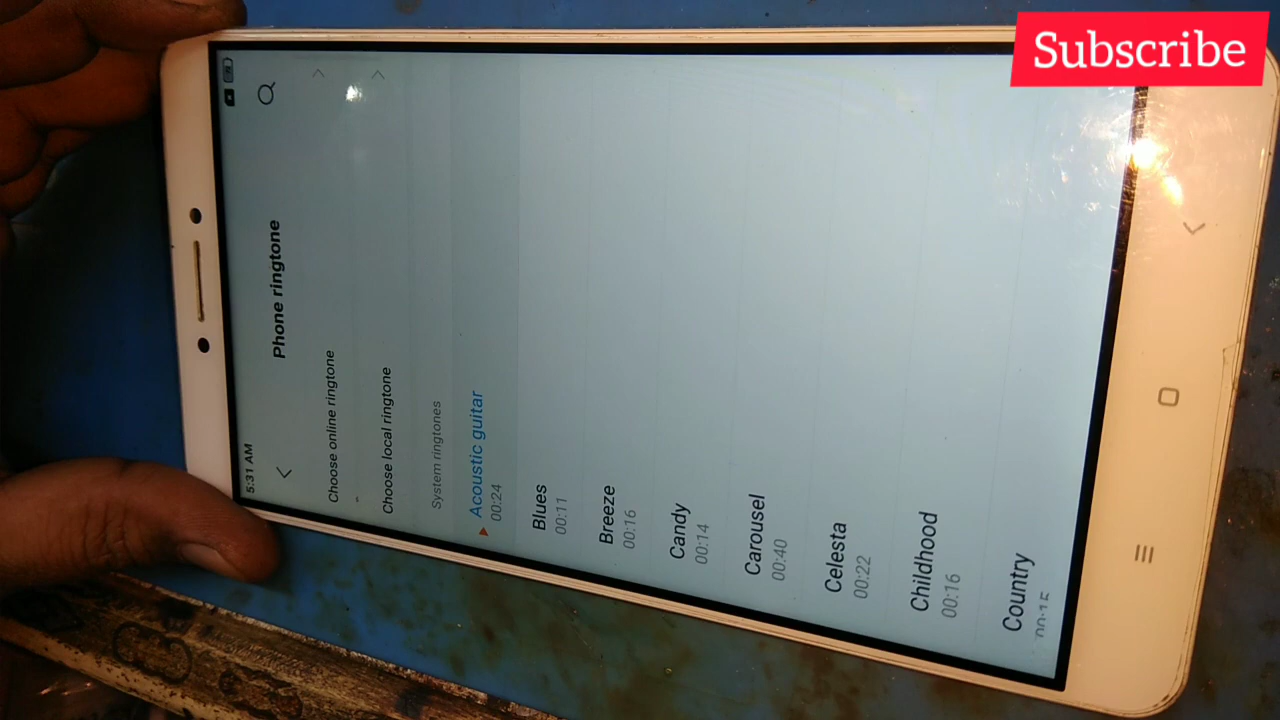 Subscribe
5:31 AM
Phone ringtone
Choose online ringtone
Choose local ringtone
System ringtones
Acoustic guitar
00:24
Blues
00:11
Breeze
00:16
Candy
00:14
Carousel
00:40
Celesta
00:22
Childhood
00:16
Country